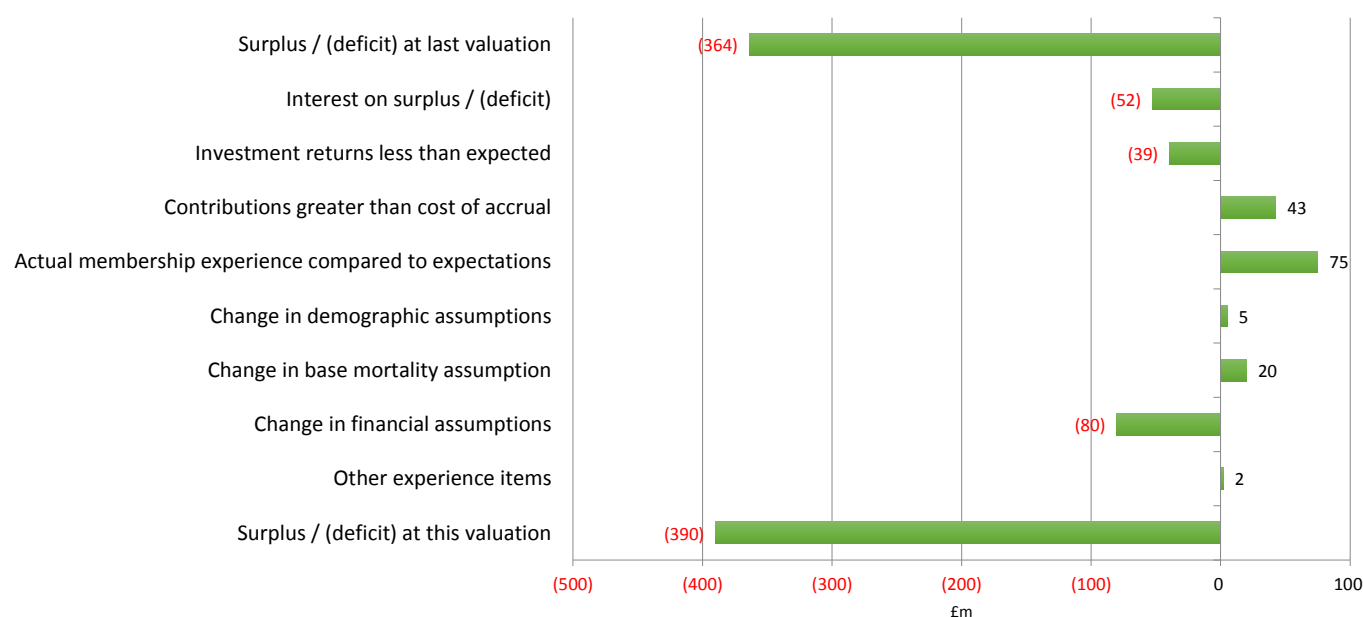 Surplus / (deficit) at last valuation (364)
Interest on surplus / (deficit) (52)
Investment returns less than expected (39)
Contributions greater than cost of accrual 43
Actual membership experience compared to expectations 75
Change in demographic assumptions 5
Change in base mortality assumption 20
Change in financial assumptions (80)
Other experience items 2
Surplus / (deficit) at this valuation (390)
(500) (400) (300) (200) (100) 0 100
£m